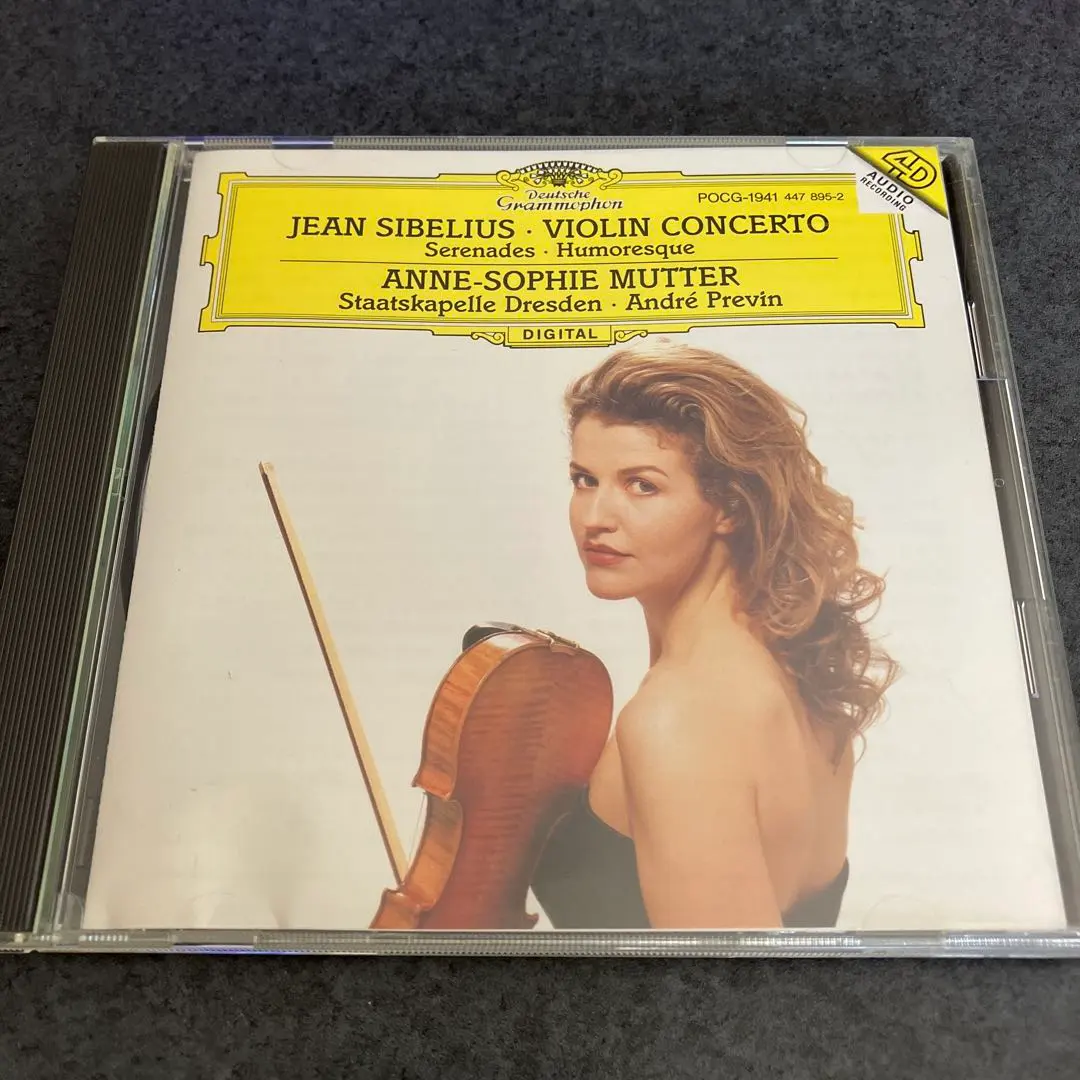 Deutsche
Grammophon
POCG-1941 447 895-2
4D
AUDIO
RECORDING
JEAN SIBELIUS · VIOLIN CONCERTO
Serenades · Humoresque
ANNE-SOPHIE MUTTER
Staatskapelle Dresden · André Previn
DIGITAL